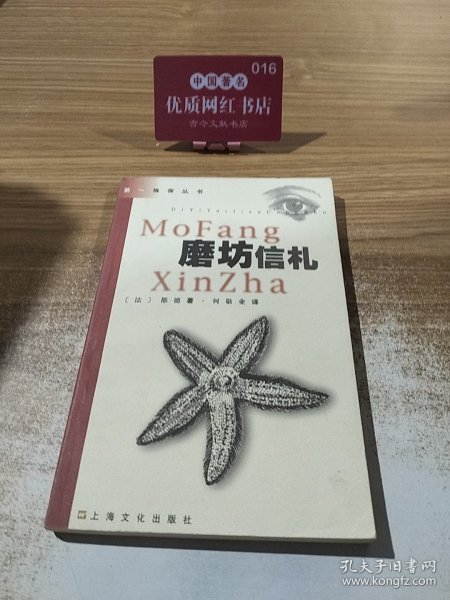 016
中国著名
优质网红书店
古今文献书店
第一推荐丛书
DiYiTuiJianCongShu
MoFang
磨坊信札
XinZha
〔法〕都德著·何敬业译
上海文化出版社
孔夫子旧书网
www.kongfz.com